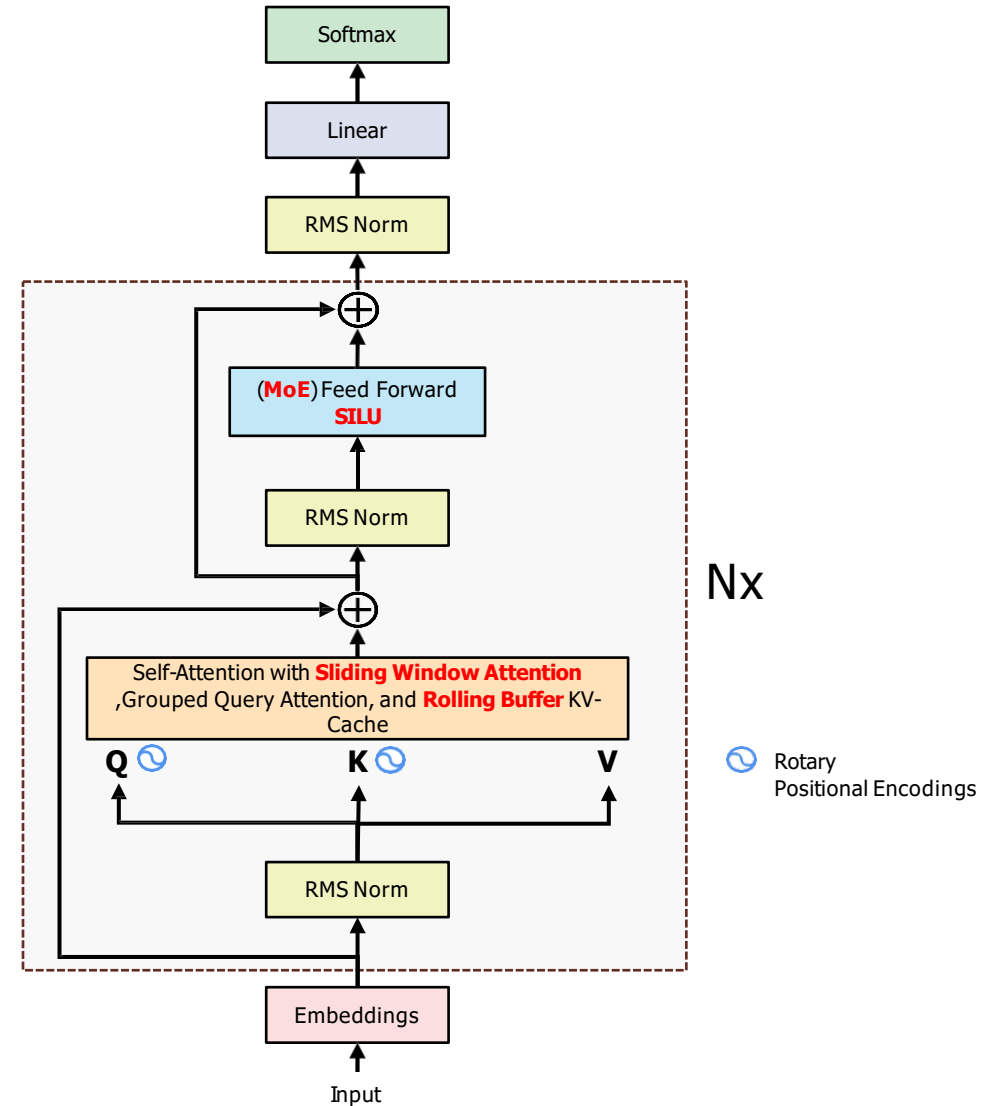 Softmax
Linear
RMS Norm
(MoE) Feed Forward
SILU
RMS Norm
Nx
Self-Attention with Sliding Window Attention
,Grouped Query Attention, and Rolling Buffer KV-
Cache
Q K V
Rotary
Positional Encodings
RMS Norm
Embeddings
Input